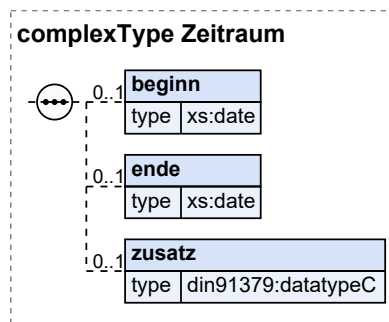 complexType Zeitraum
0..1 beginn
type xs:date
0..1 ende
type xs:date
0..1 zusatz
type din91379:datatypeC